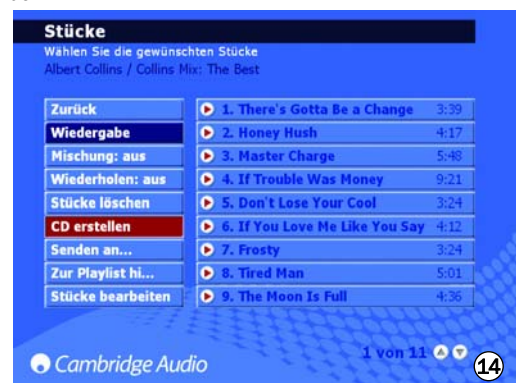 Stücke
Wählen Sie die gewünschten Stücke
Albert Collins / Collins Mix: The Best
Zurück
Wiedergabe
Mischung: aus
Wiederholen: aus
Stücke löschen
CD erstellen
Senden an...
Zur Playlist hi...
Stücke bearbeiten
1. There's Gotta Be a Change 3:39
2. Honey Hush 4:17
3. Master Charge 5:48
4. If Trouble Was Money 9:21
5. Don't Lose Your Cool 3:24
6. If You Love Me Like You Say 4:12
7. Frosty 3:24
8. Tired Man 5:01
9. The Moon Is Full 4:36
1 von 11
Cambridge Audio
14